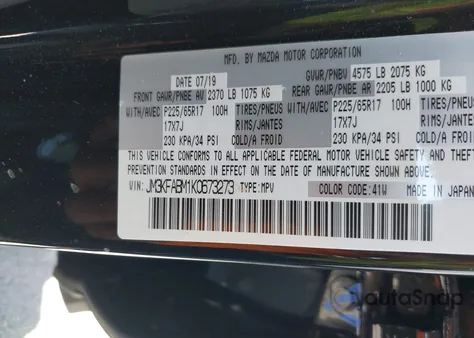 MFD. BY MAZDA MOTOR CORPORATION
DATE 07/19 GVWR/PNBV 4575 LB 2075 KG
FRONT GAWR/PNBE AV 2370 LB 1075 KG REAR GAWR/PNBE AR 2205 LB 1000 KG
WITH/AVEC P225/65R17 100H TIRES/PNEUS WITH/AVEC P225/65R17 100H TIRES/PNEUS
17X7J RIMS/JANTES 17X7J RIMS/JANTES
230 KPA/34 PSI COLD/A FROID 230 KPA/34 PSI COLD/A FROID
THIS VEHICLE CONFORMS TO ALL APPLICABLE FEDERAL MOTOR VEHICLE SAFETY AND THEFT
PREVENTION STANDARDS IN EFFECT ON THE DATE OF MANUFACTURE SHOWN ABOVE.
VIN: JM3KFABM1K0673273 TYPE: MPV COLOR CODE: 41W MADE IN JAPAN
AutoSnap